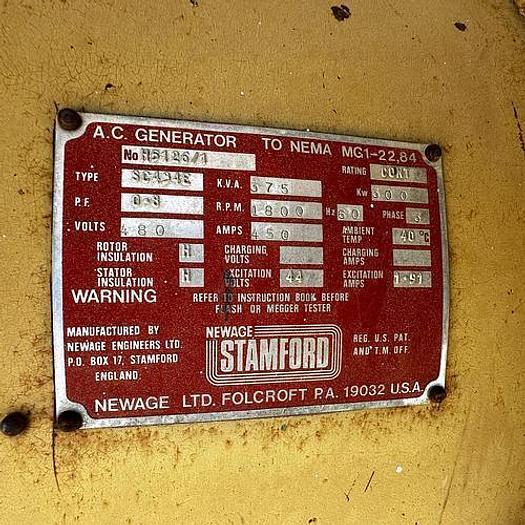 A.C. GENERATOR TO NEMA MG1-22,84
No H5126/1 RATING CONT
TYPE SC434E K.V.A. 375 Kw 300
P.F. 0-8 R.P.M. 1800 Hz 60 PHASE 3
VOLTS 480 AMPS 450 AMBIENT TEMP 40°C
ROTOR INSULATION H CHARGING VOLTS CHARGING AMPS
STATOR INSULATION H EXCITATION VOLTS 44 EXCITATION AMPS 1-91
WARNING REFER TO INSTRUCTION BOOK BEFORE
FLASH OR MEGGER TESTER
MANUFACTURED BY
NEWAGE ENGINEERS LTD.
P.O. BOX 17, STAMFORD
ENGLAND.
NEWAGE
STAMFORD
REG. U.S. PAT.
AND T.M. OFF.
NEWAGE LTD. FOLCROFT P.A. 19032 U.S.A.